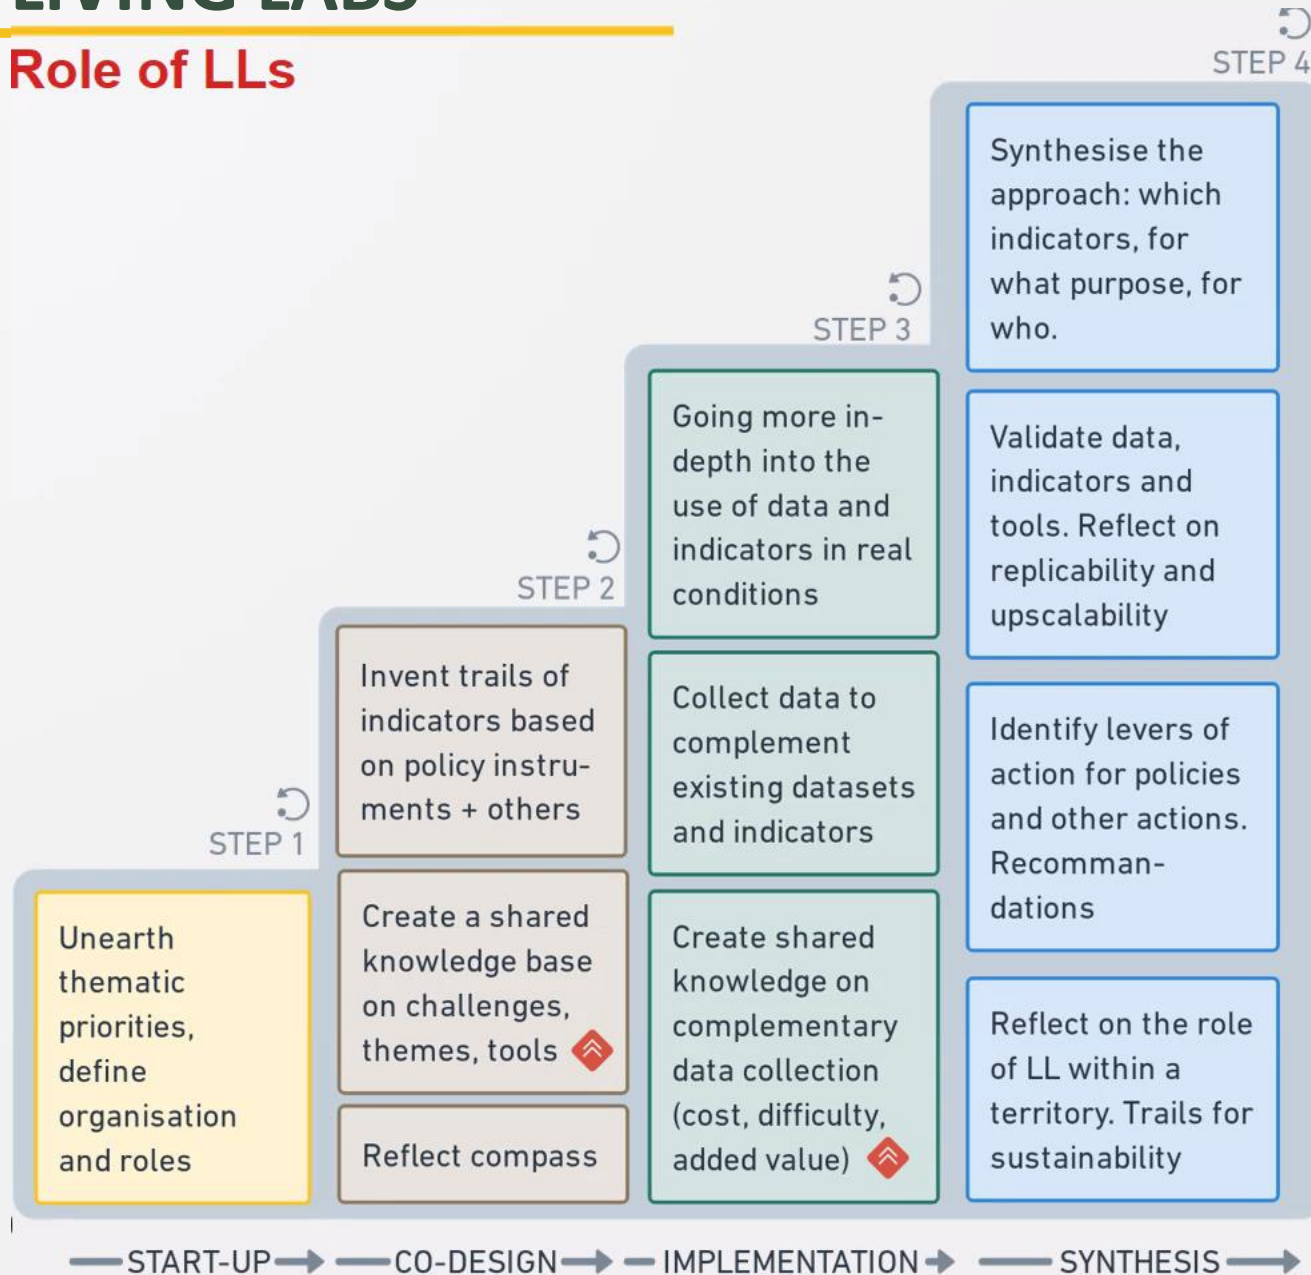 LIVING LABS
Role of LLs
STEP 4
Synthesise the
approach: which
indicators, for
what purpose, for
who.
Validate data,
indicators and
tools. Reflect on
replicability and
upscalability
Identify levers of
action for policies
and other actions.
Recomman-
dations
Reflect on the role
of LL within a
territory. Trails for
sustainability
STEP 3
Going more in-
depth into the
use of data and
indicators in real
conditions
Collect data to
complement
existing datasets
and indicators
Create shared
knowledge on
complementary
data collection
(cost, difficulty,
added value)
STEP 2
Invent trails of
indicators based
on policy instru-
ments + others
Create a shared
knowledge base
on challenges,
themes, tools
Reflect compass
STEP 1
Unearth
thematic
priorities,
define
organisation
and roles
START-UP CO-DESIGN IMPLEMENTATION SYNTHESIS